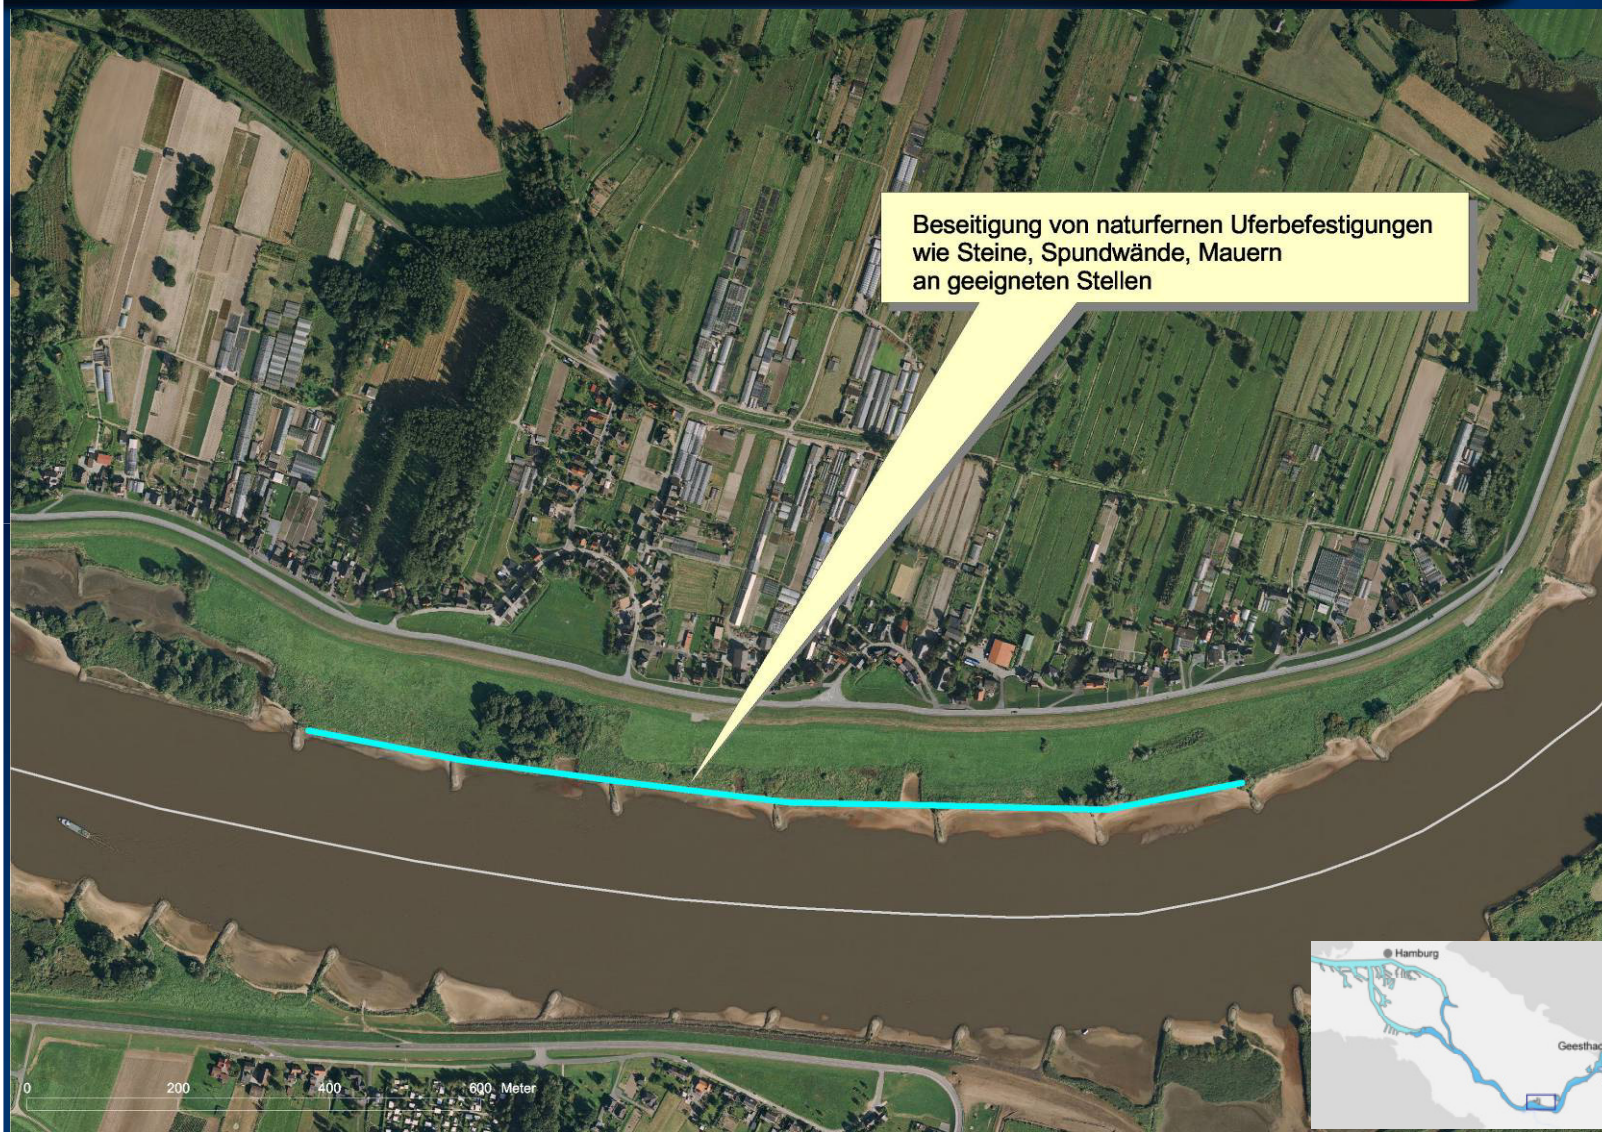 Beseitigung von naturfernen Uferbefestigungen
wie Steine, Spundwände, Mauern
an geeigneten Stellen
Hamburg
Geesthac
0 200 400 600 Meter